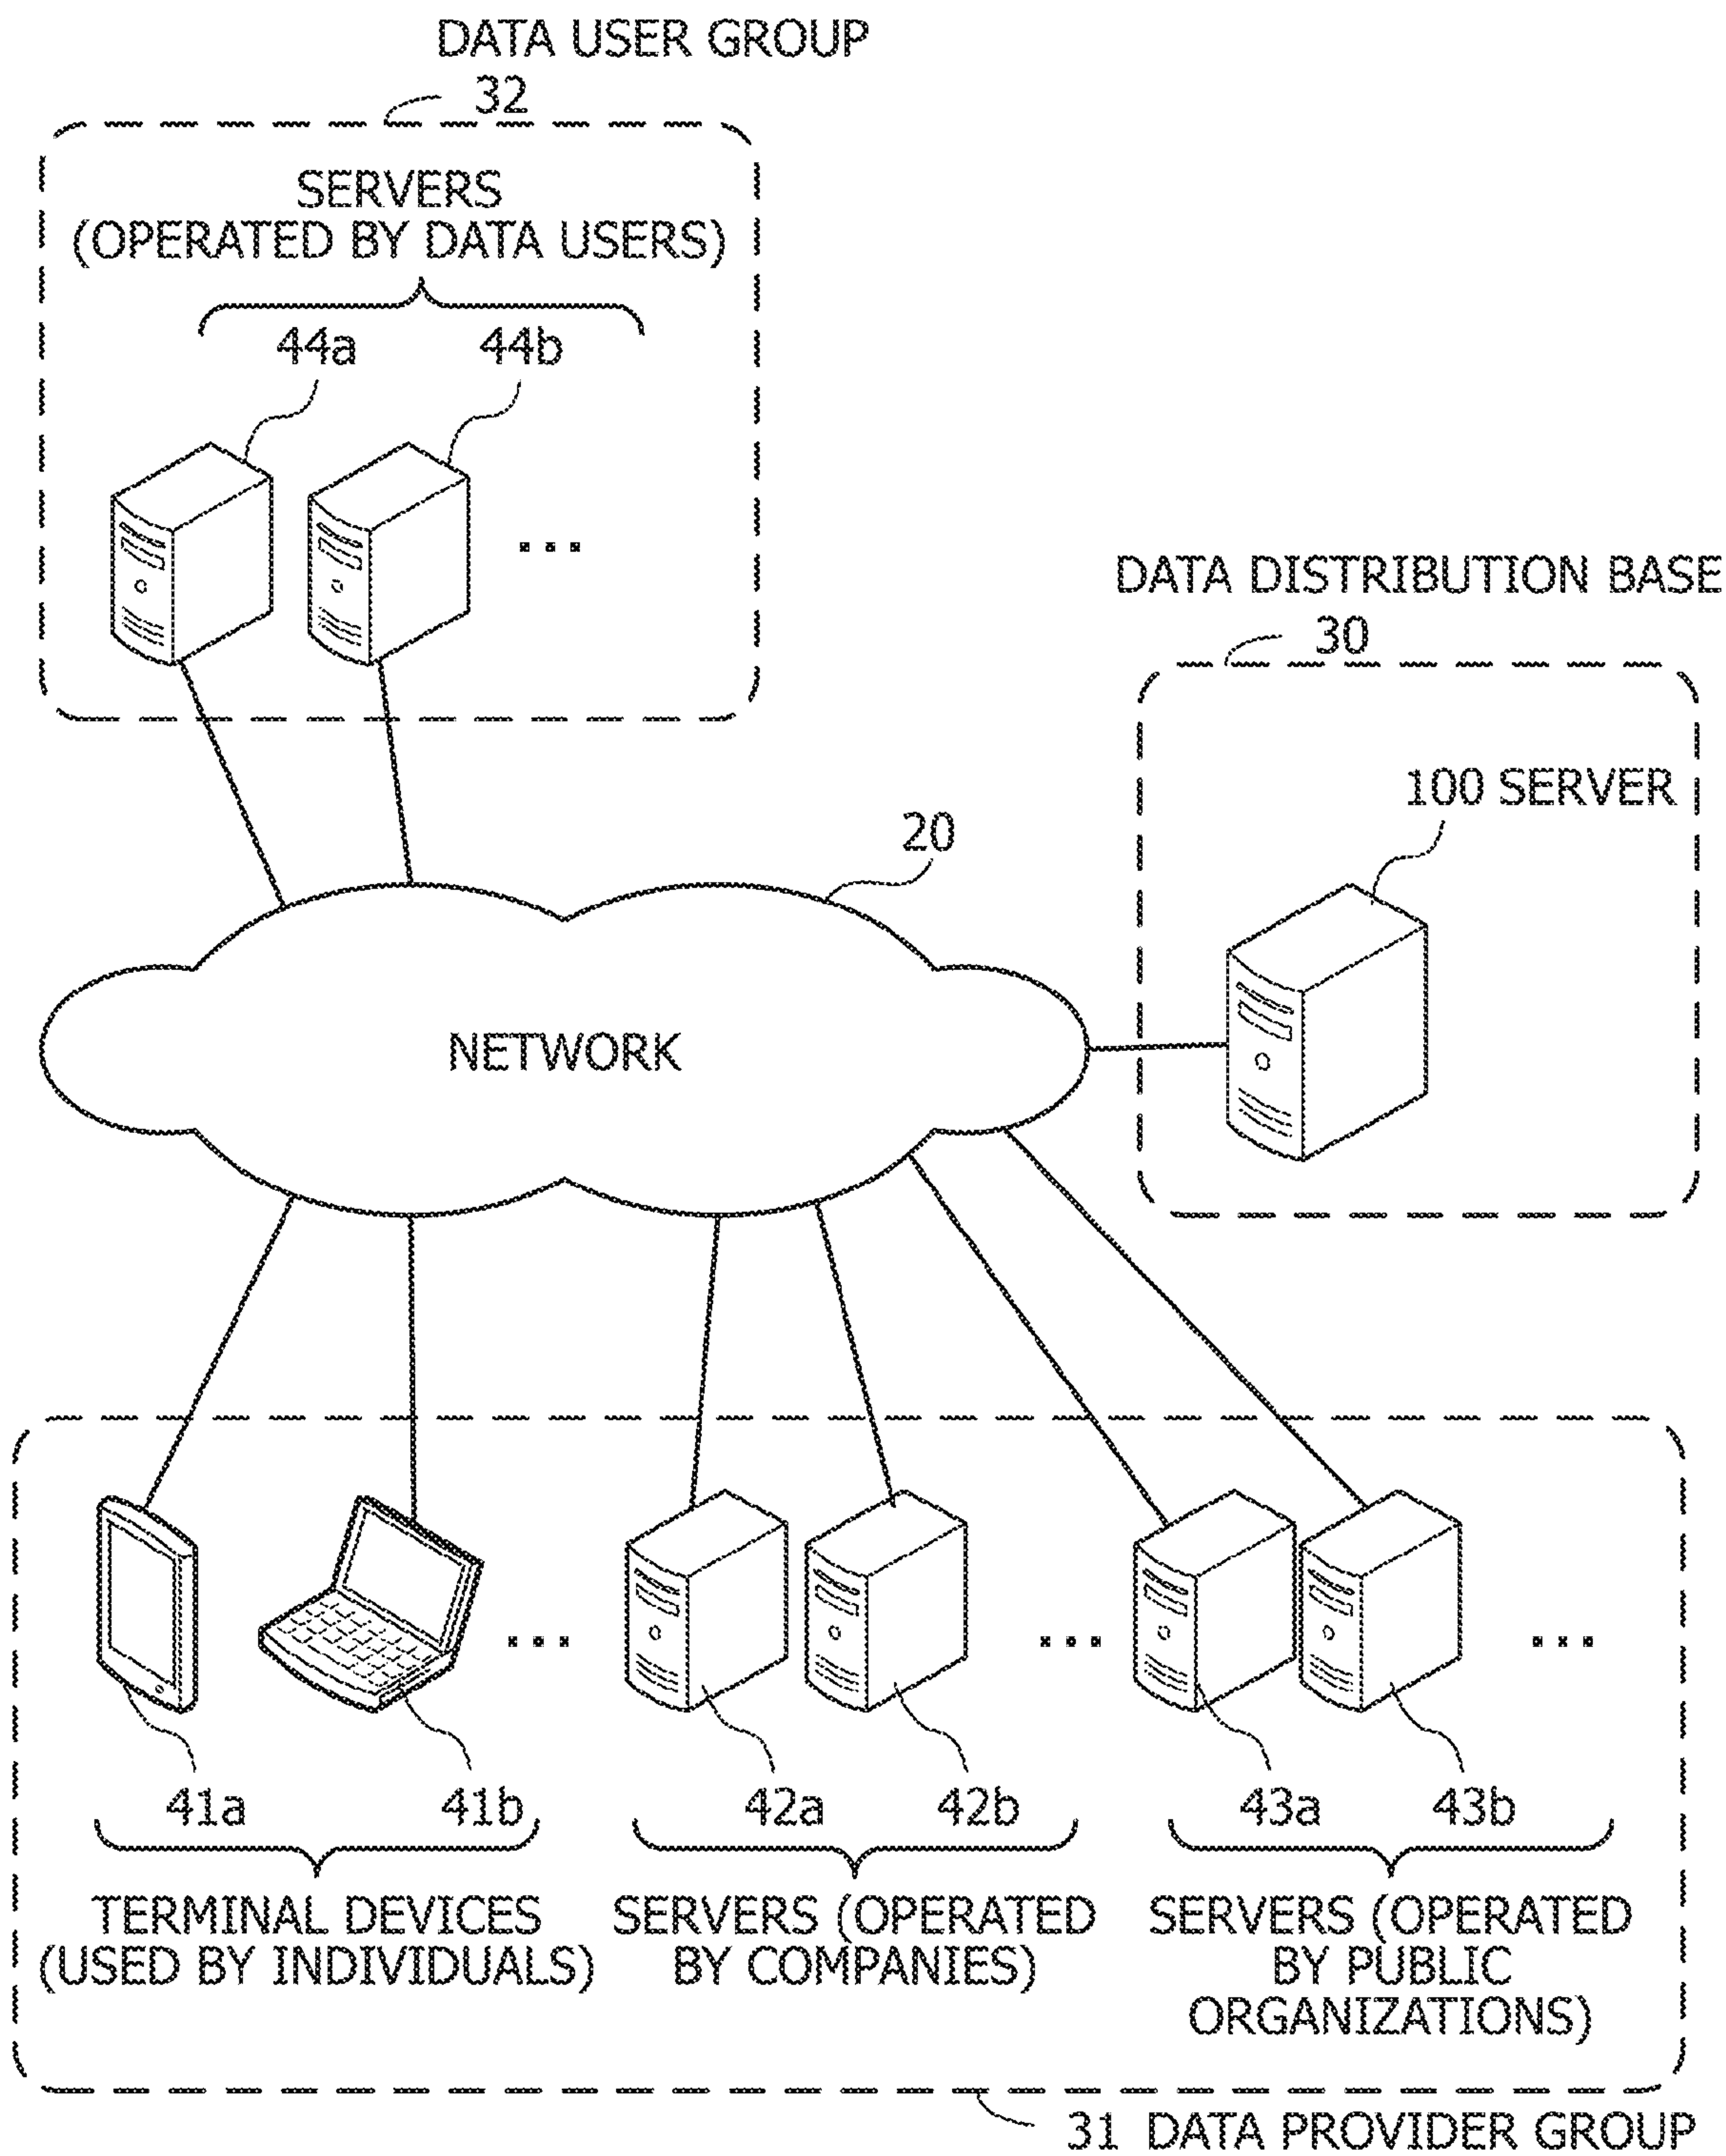 DATA USER GROUP
32
SERVERS
(OPERATED BY DATA USERS)
44a 44b
...
DATA DISTRIBUTION BASE
30
100 SERVER
20
NETWORK
... ... ...
41a 41b 42a 42b 43a 43b
TERMINAL DEVICES
(USED BY INDIVIDUALS)
SERVERS (OPERATED
BY COMPANIES)
SERVERS (OPERATED
BY PUBLIC
ORGANIZATIONS)
31 DATA PROVIDER GROUP